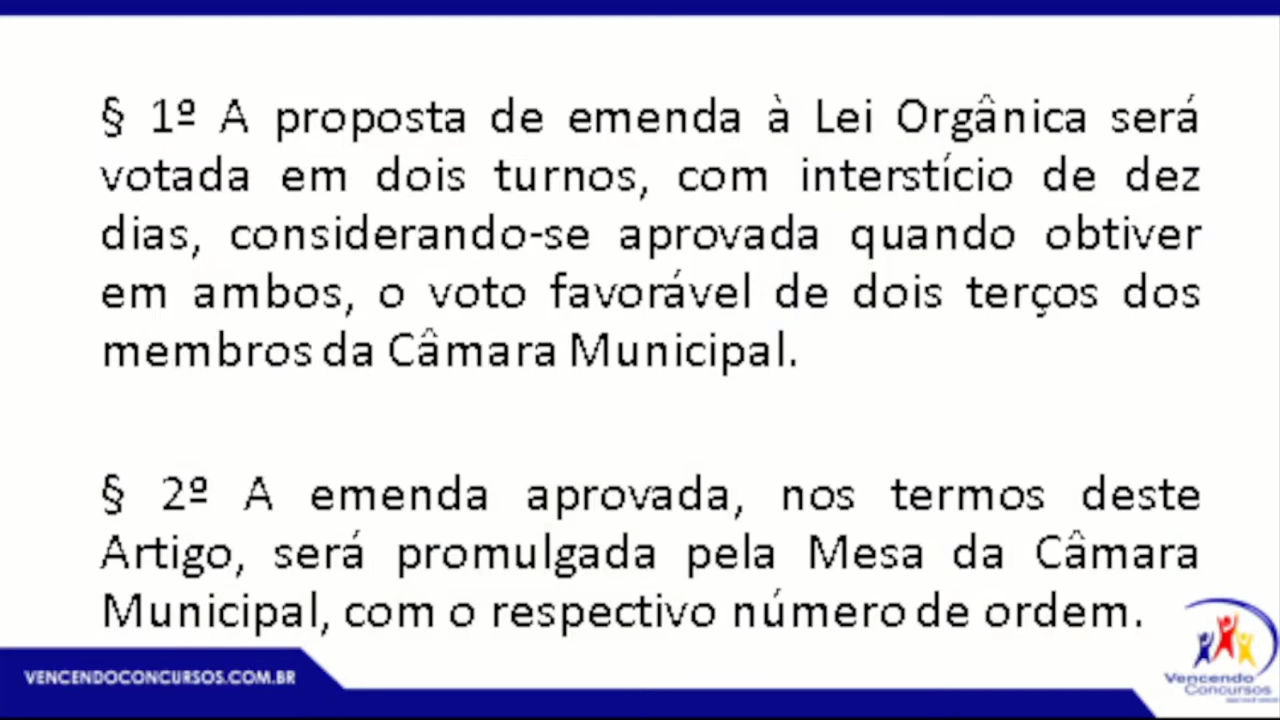 § 1º A proposta de emenda à Lei Orgânica será
votada em dois turnos, com interstício de dez
dias, considerando-se aprovada quando obtiver
em ambos, o voto favorável de dois terços dos
membros da Câmara Municipal.
§ 2º A emenda aprovada, nos termos deste
Artigo, será promulgada pela Mesa da Câmara
Municipal, com o respectivo número de ordem.
VENCENDOCONCURSOS.COM.BR
Vencendo
Concursos